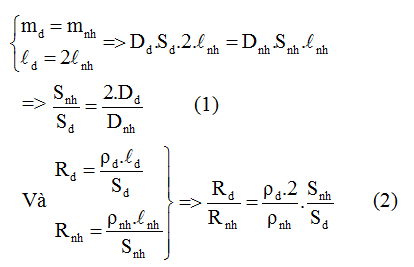 { m_d = m_nh
{ ℓ_d = 2ℓ_nh => D_d.S_d.2.ℓ_nh = D_nh.S_nh.ℓ_nh
=> S_nh/S_d = 2.D_d/D_nh (1)
R_d = ρ_d.ℓ_d/S_d
Và } => R_d/R_nh = ρ_d.2/ρ_nh . S_nh/S_d (2)
R_nh = ρ_nh.ℓ_nh/S_nh